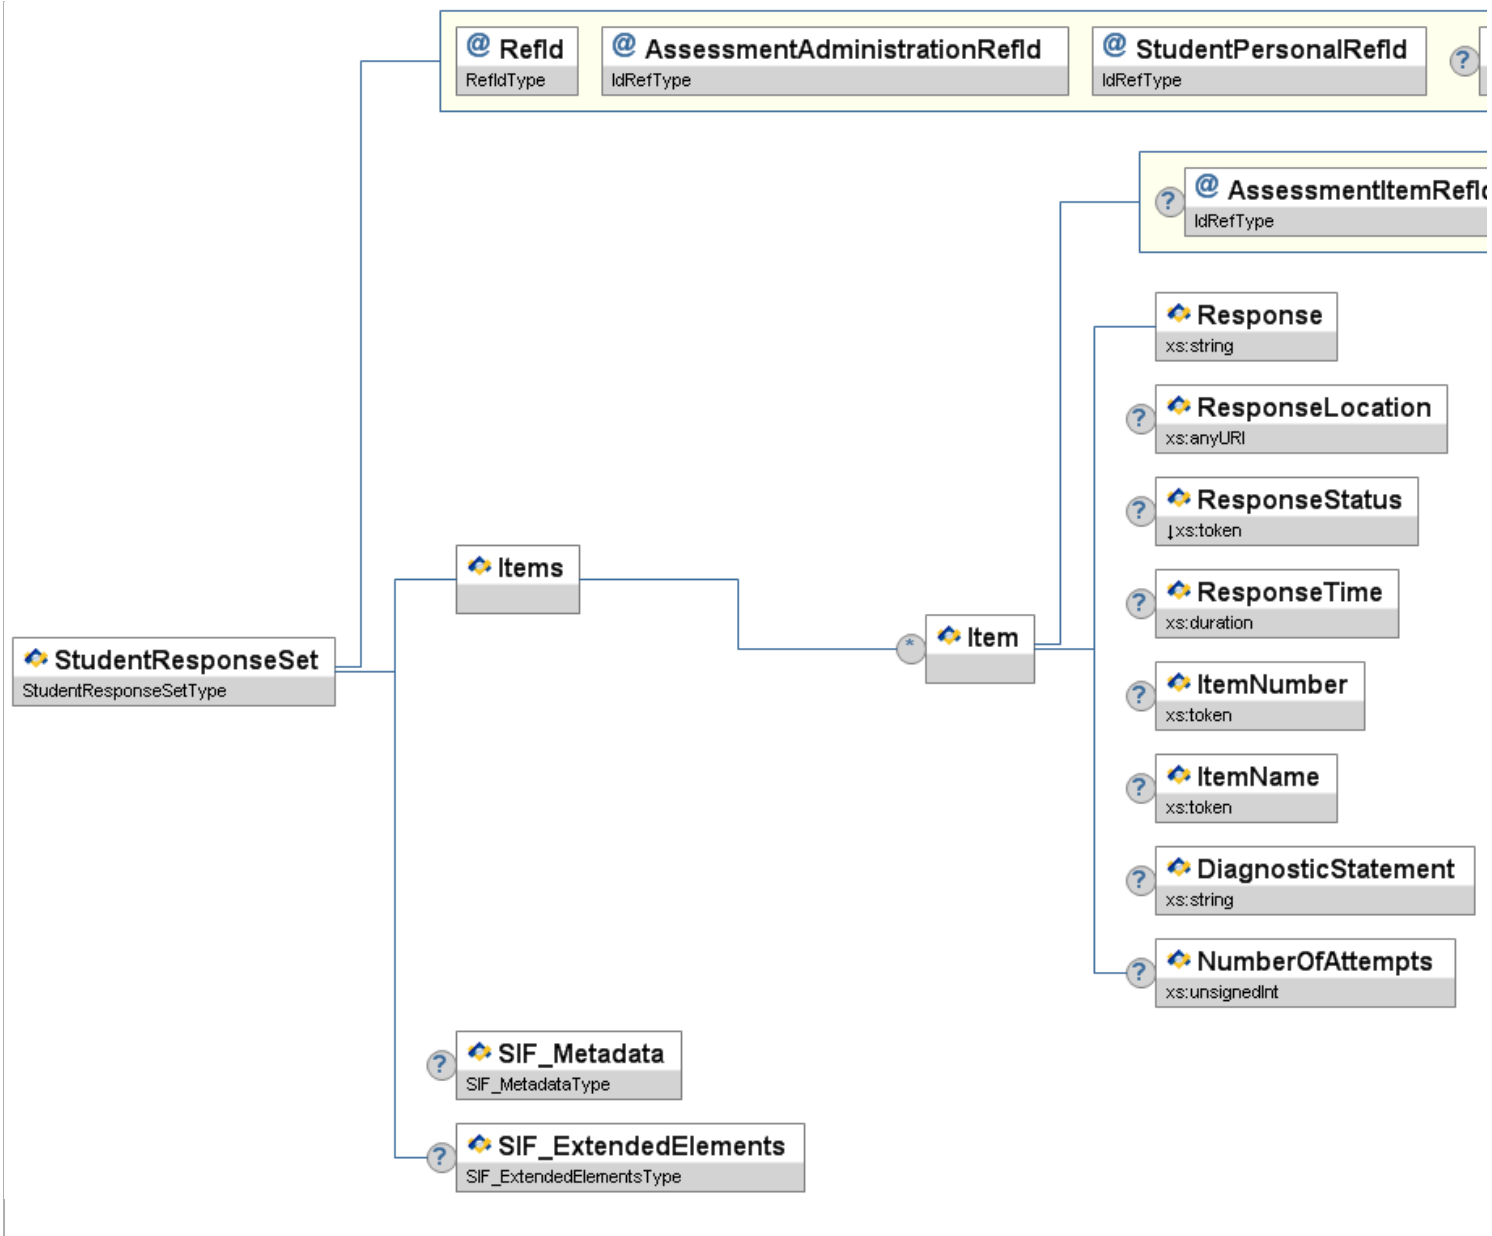 @ RefId
RefIdType
@ AssessmentAdministrationRefId
IdRefType
@ StudentPersonalRefId
IdRefType
?
? @ AssessmentItemRefId
IdRefType
Response
xs:string
? ResponseLocation
xs:anyURI
? ResponseStatus
↓xs:token
? ResponseTime
xs:duration
? ItemNumber
xs:token
? ItemName
xs:token
? DiagnosticStatement
xs:string
? NumberOfAttempts
xs:unsignedInt
Items
* Item
StudentResponseSet
StudentResponseSetType
? SIF_Metadata
SIF_MetadataType
? SIF_ExtendedElements
SIF_ExtendedElementsType